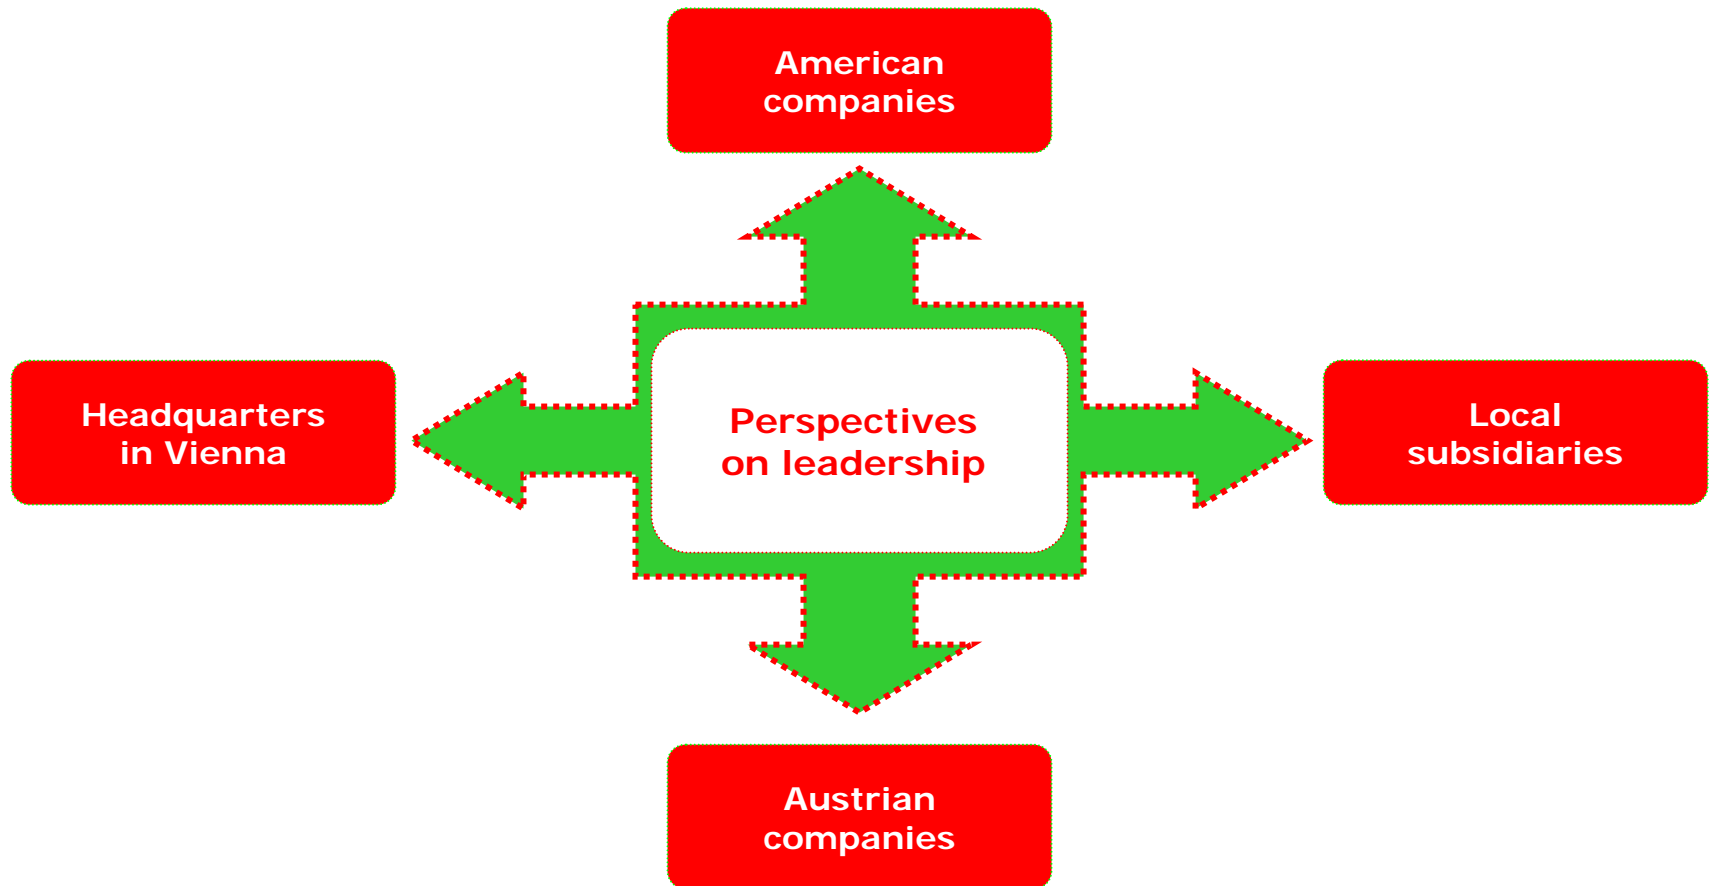 American
companies
Headquarters
in Vienna
Perspectives
on leadership
Local
subsidiaries
Austrian
companies